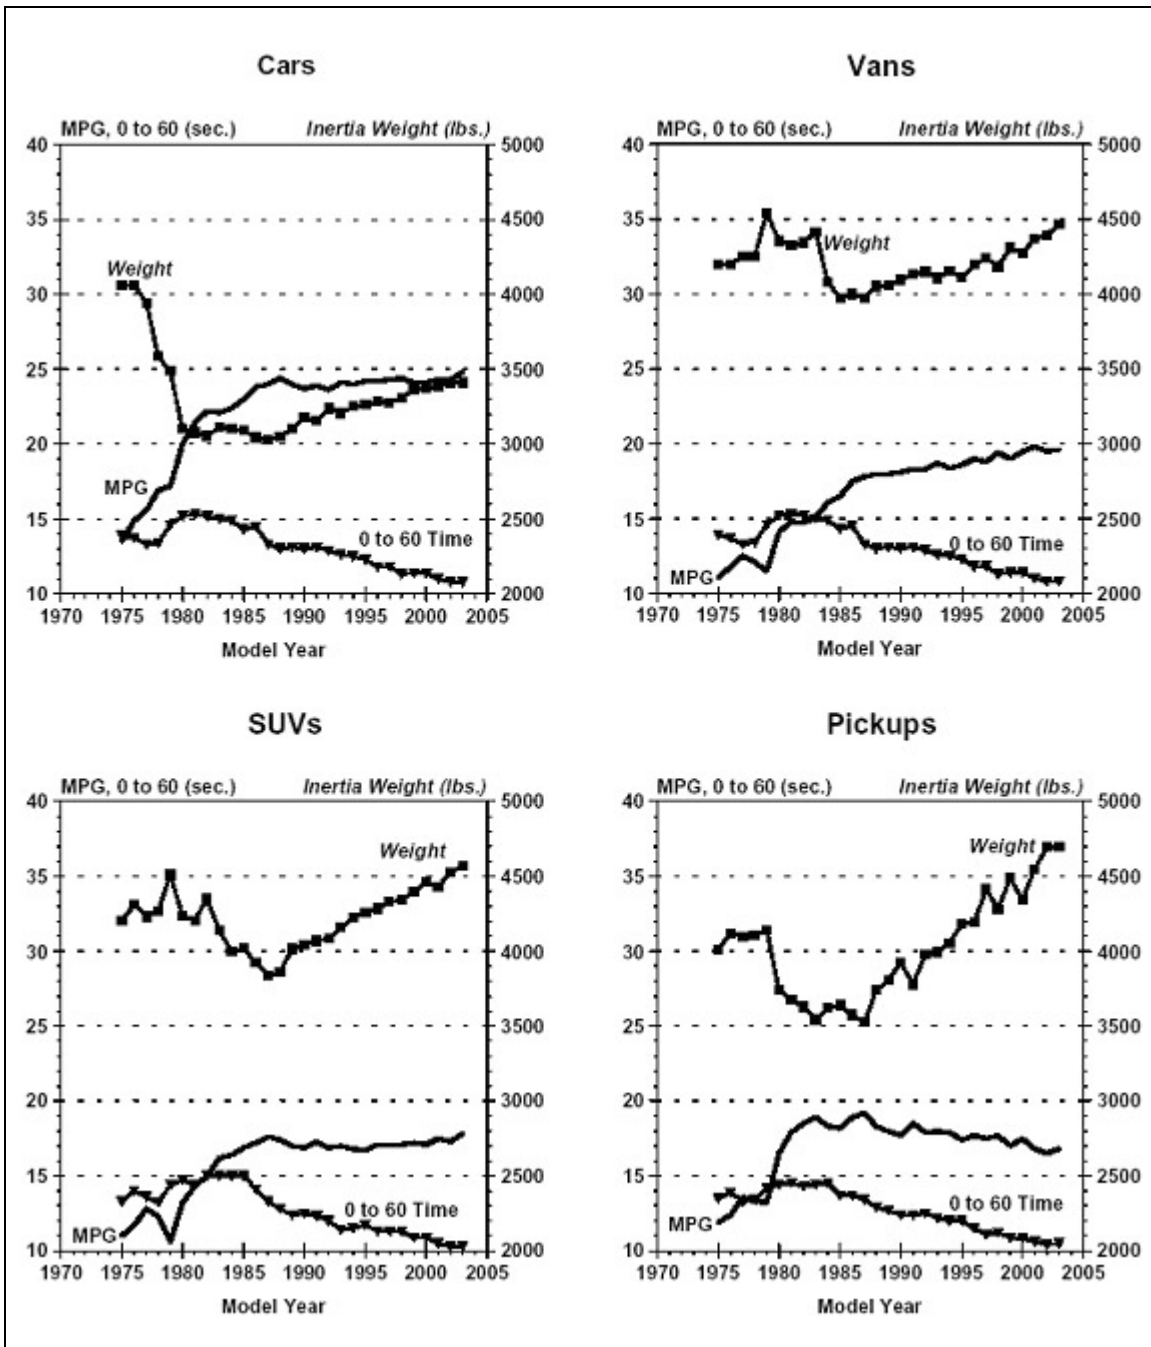 Cars
MPG, 0 to 60 (sec.) Inertia Weight (lbs.)
40 5000
35 4500
Weight
30 4000
25 3500
20 3000
MPG
15 2500
0 to 60 Time
10 2000
1970 1975 1980 1985 1990 1995 2000 2005
Model Year
Vans
MPG, 0 to 60 (sec.) Inertia Weight (lbs.)
40 5000
35 4500
Weight
30 4000
25 3500
20 3000
15 2500
0 to 60 Time
MPG
10 2000
1970 1975 1980 1985 1990 1995 2000 2005
Model Year
SUVs
MPG, 0 to 60 (sec.) Inertia Weight (lbs.)
40 5000
Weight
35 4500
30 4000
25 3500
20 3000
15 2500
0 to 60 Time
MPG
10 2000
1970 1975 1980 1985 1990 1995 2000 2005
Model Year
Pickups
MPG, 0 to 60 (sec.) Inertia Weight (lbs.)
40 5000
Weight
35 4500
30 4000
25 3500
20 3000
15 2500
0 to 60 Time
MPG
10 2000
1970 1975 1980 1985 1990 1995 2000 2005
Model Year